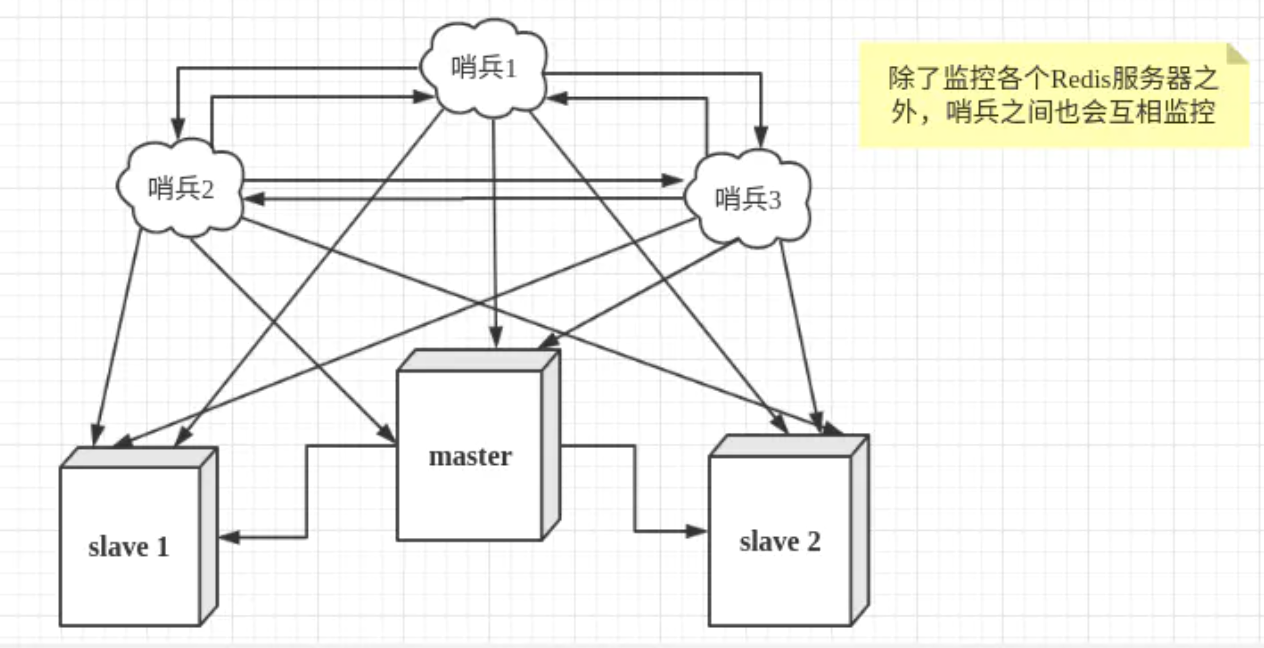 哨兵1
除了监控各个Redis服务器之
外，哨兵之间也会互相监控
哨兵2
哨兵3
master
slave 1
slave 2